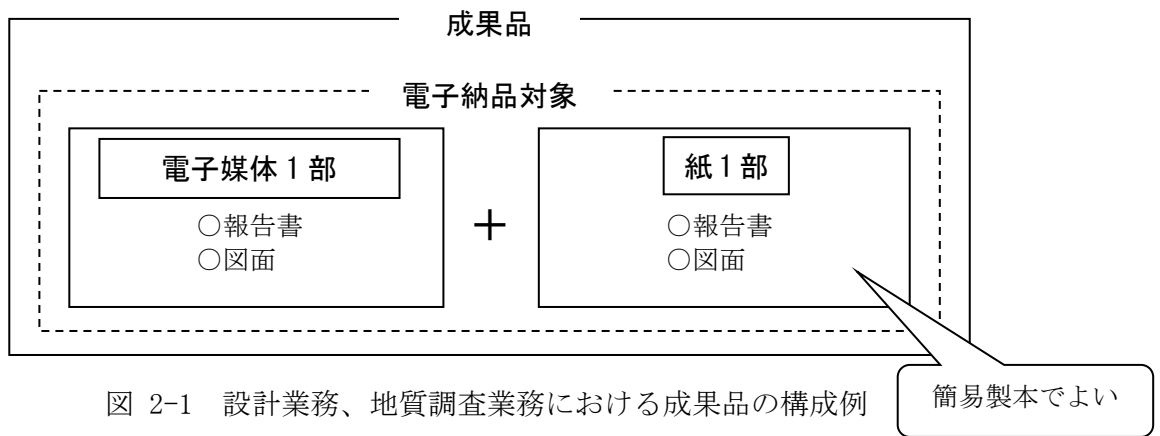 成果品
電子納品対象
電子媒体1部
○報告書
○図面
＋
紙1部
○報告書
○図面
簡易製本でよい
図 2-1 設計業務、地質調査業務における成果品の構成例